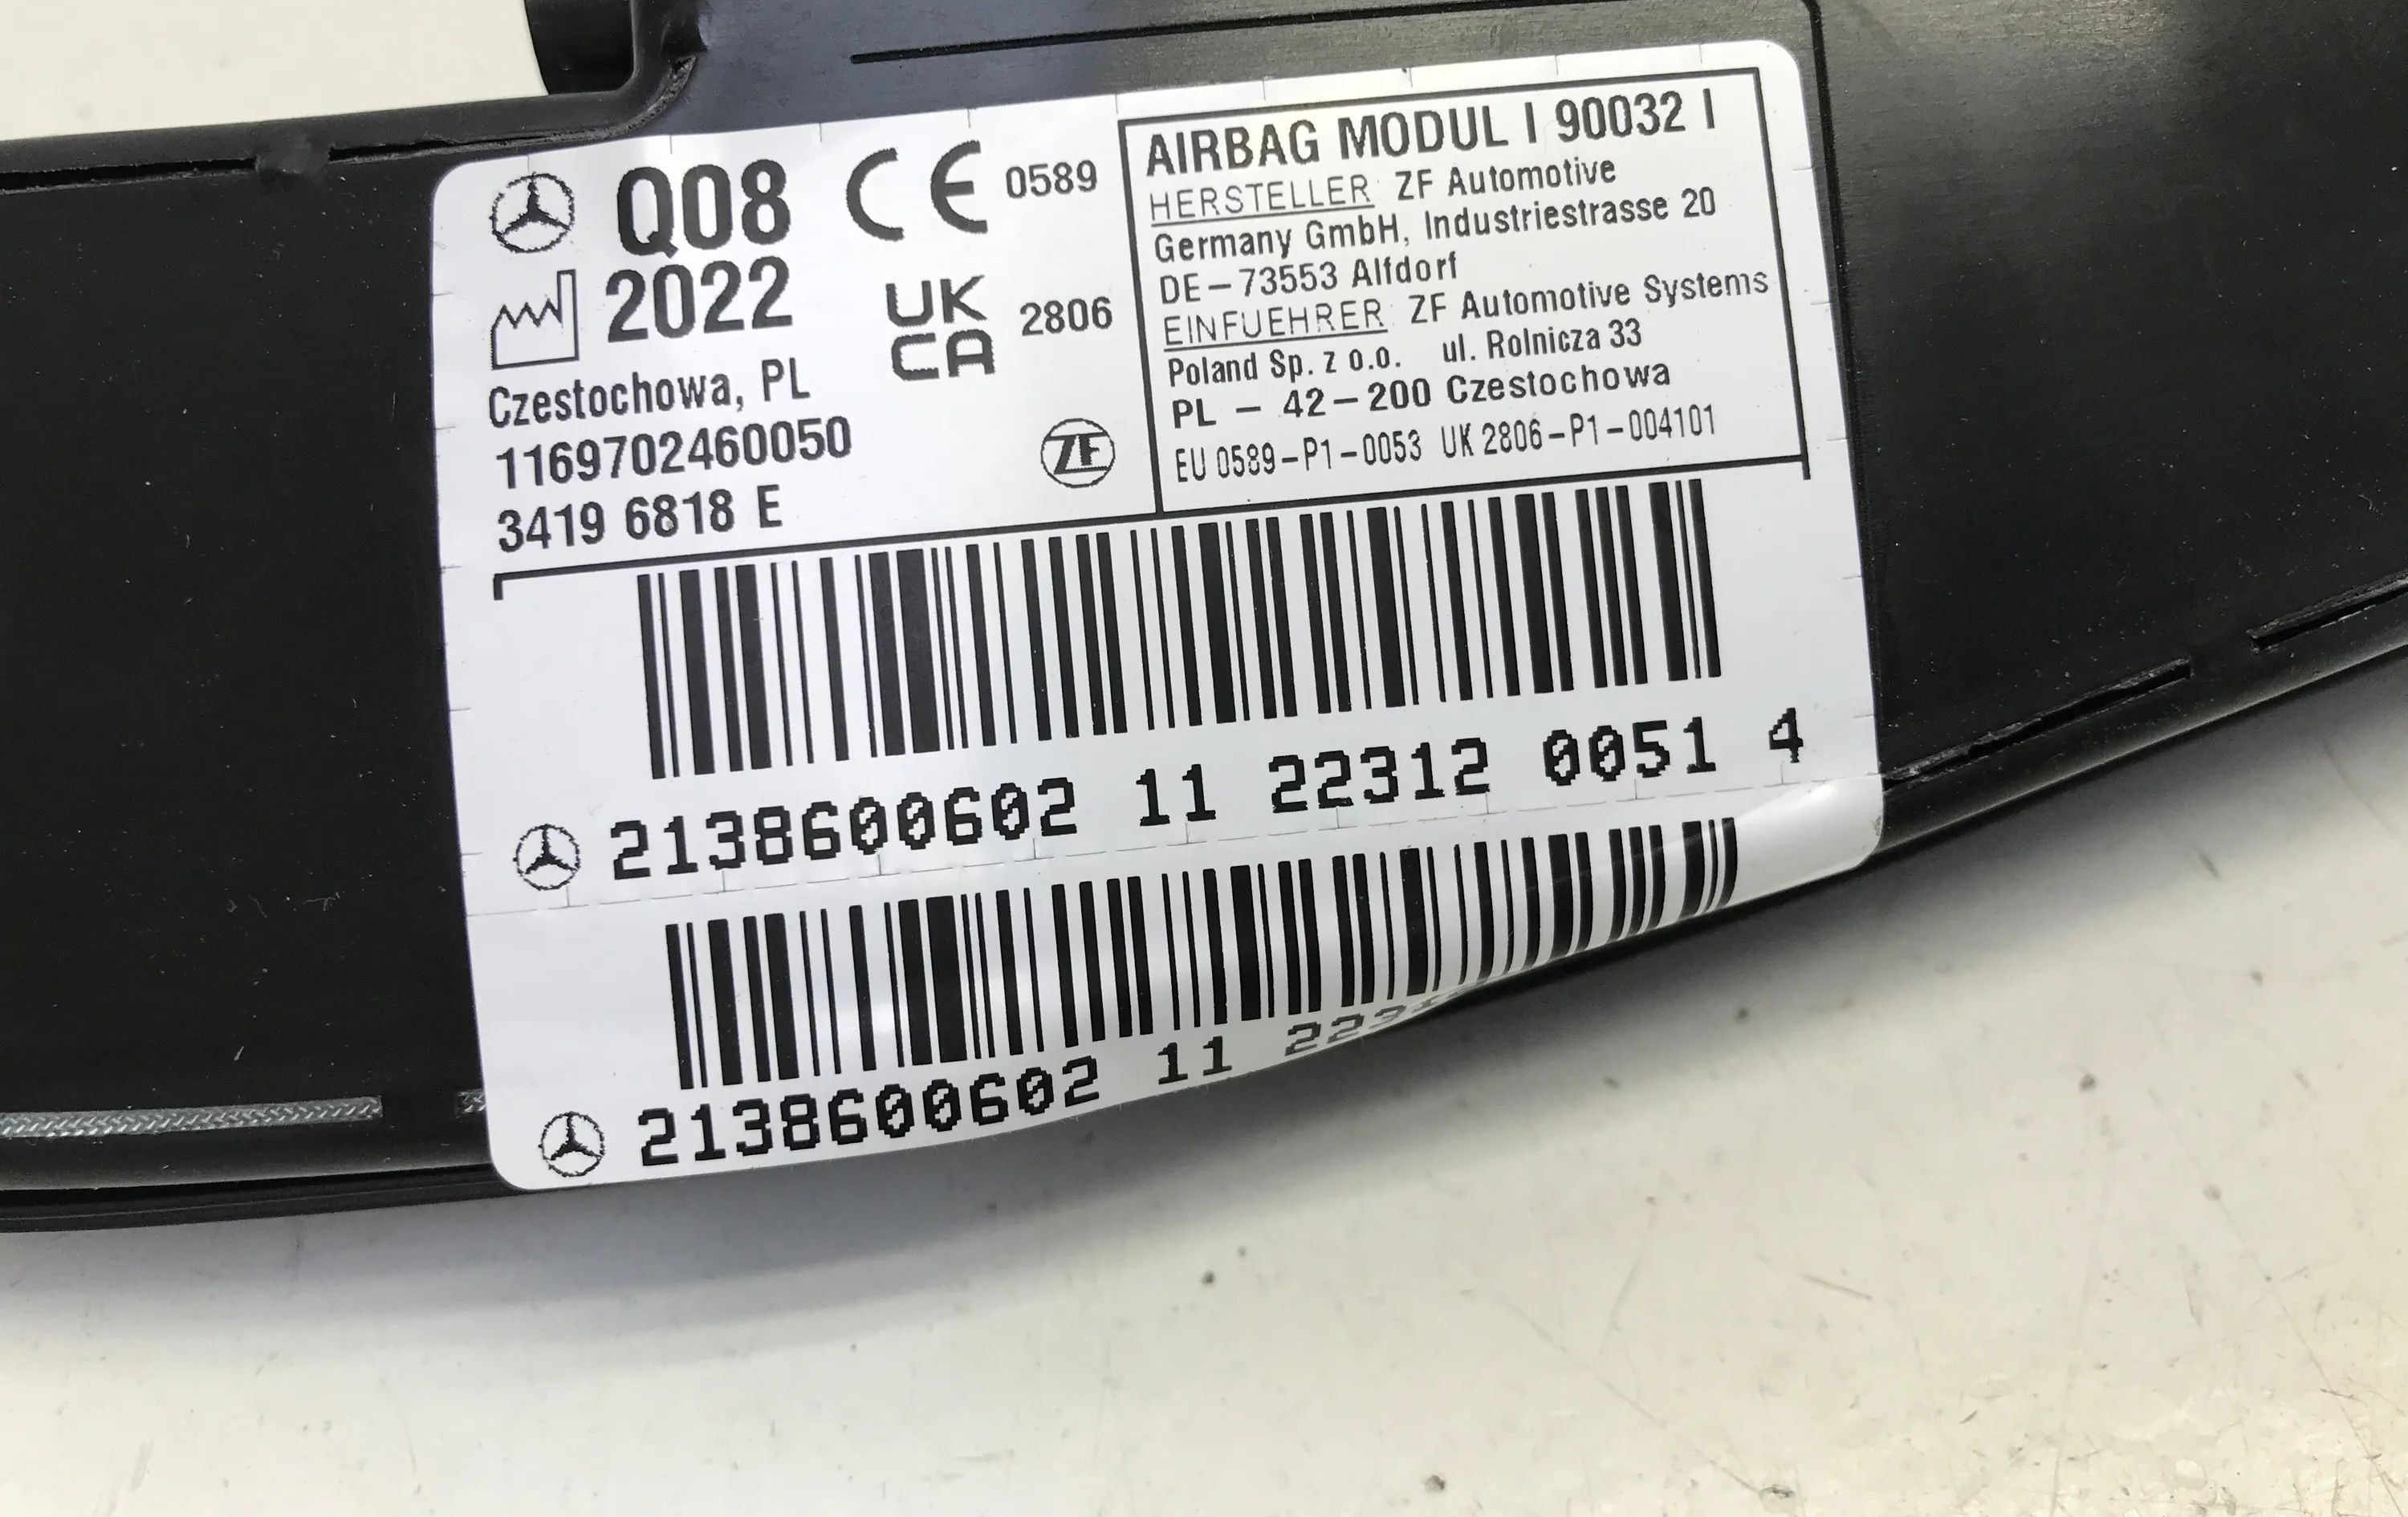 Q08
2022
Czestochowa, PL
1169702460050
3419 6818 E
CE 0589
UK
CA 2806
ZF
AIRBAG MODUL I 90032 I
HERSTELLER: ZF Automotive
Germany GmbH, Industriestrasse 20
DE-73553 Alfdorf
EINFUEHRER: ZF Automotive Systems
Poland Sp. z o.o. ul. Rolnicza 33
PL - 42-200 Czestochowa
EU 0589-P1-0053 UK 2806-P1-004101
2138600602 11 22312 0051 4
2138600602 11